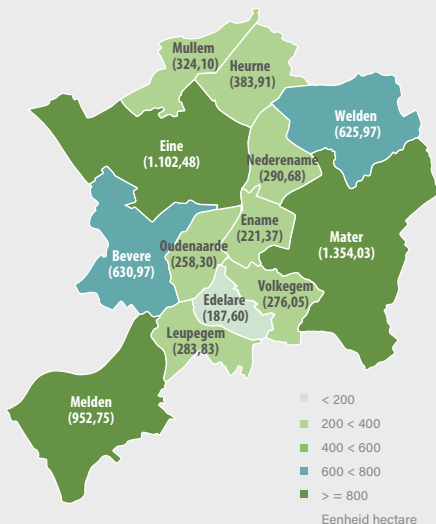 Mullem
(324,10)
Heurne
(383,91)
Welden
(625,97)
Eine
(1.102,48)
Nederename
(290,68)
Ename
(221,37)
Mater
(1.354,03)
Oudenaarde
(258,30)
Bevere
(630,97)
Volkegem
(276,05)
Edelare
(187,60)
Leupegem
(283,83)
Melden
(952,75)
< 200
200 < 400
400 < 600
600 < 800
> = 800
Eenheid hectare